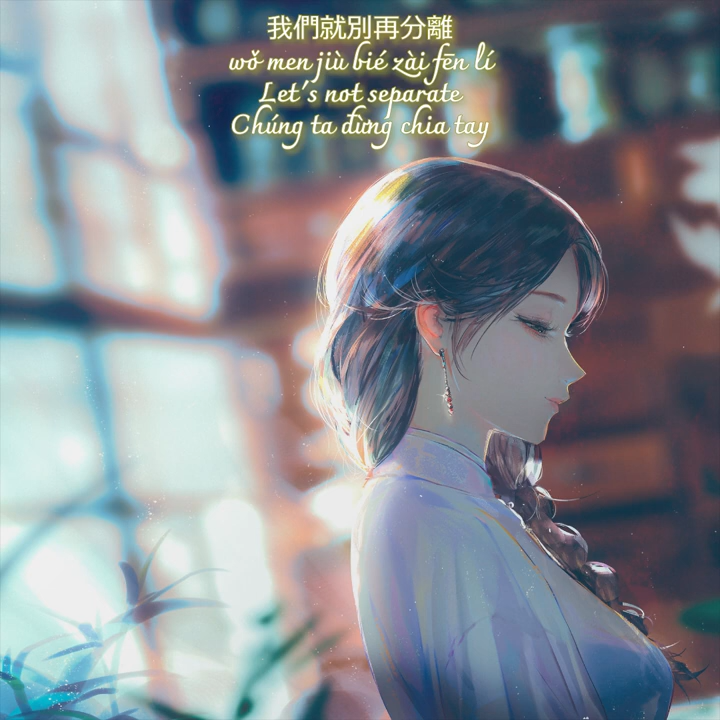 我們就別再分離
wǒ men jiù bié zài fēn lí
Let's not separate
Chúng ta đừng chia tay